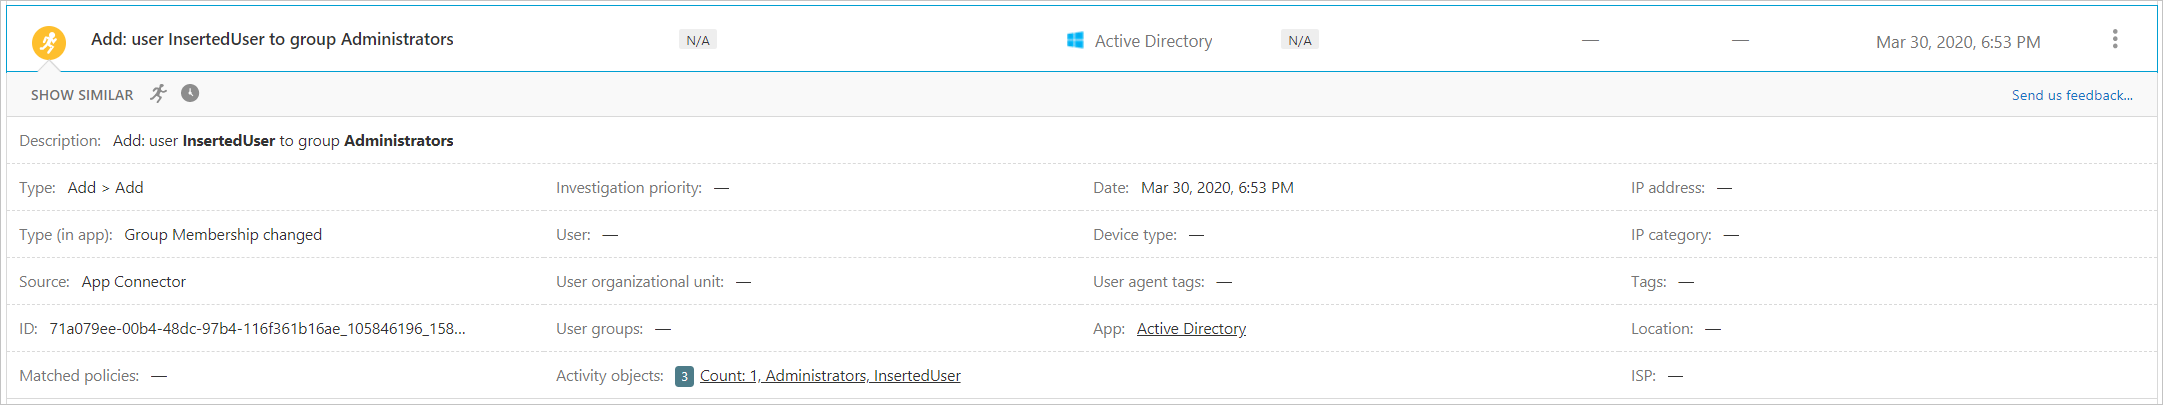 Add: user InsertedUser to group Administrators N/A Active Directory N/A — — Mar 30, 2020, 6:53 PM
SHOW SIMILAR Send us feedback...
Description: Add: user InsertedUser to group Administrators
Type: Add > Add Investigation priority: — Date: Mar 30, 2020, 6:53 PM IP address: —
Type (in app): Group Membership changed User: — Device type: — IP category: —
Source: App Connector User organizational unit: — User agent tags: — Tags: —
ID: 71a079ee-00b4-48dc-97b4-116f361b16ae_105846196_158... User groups: — App: Active Directory Location: —
Matched policies: — Activity objects: 3 Count: 1, Administrators, InsertedUser ISP: —